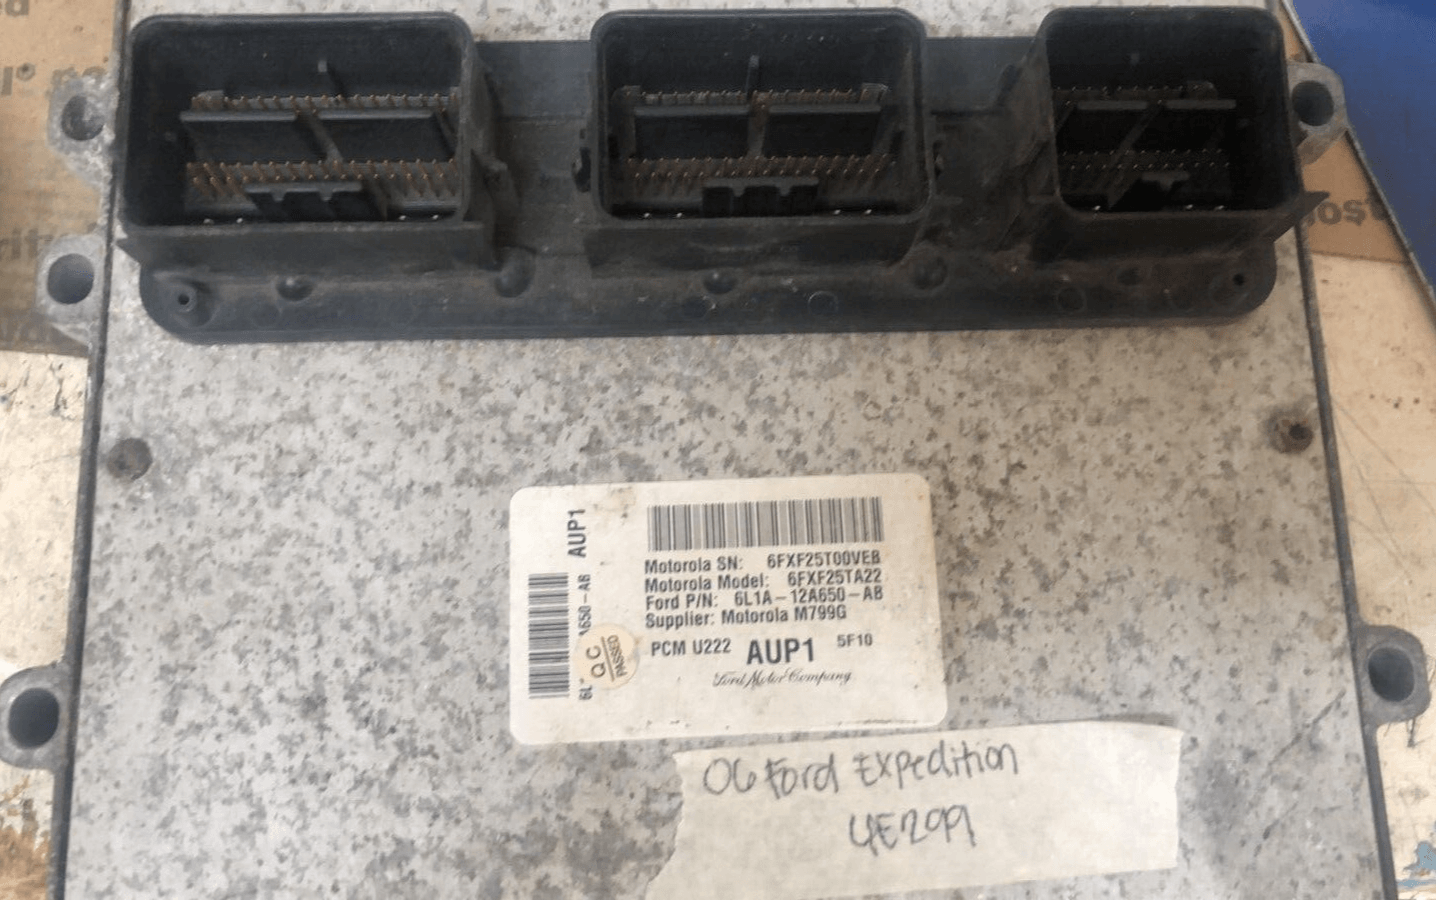 Motorola SN: 6FXF25T00VEB
Motorola Model: 6FXF25TA22
Ford P/N: 6L1A-12A650-AB
Supplier: Motorola M799G
PCM U222 AUP1 5F10
Ford Motor Company
AUP1
QC
PASSED
06 Ford Expedition